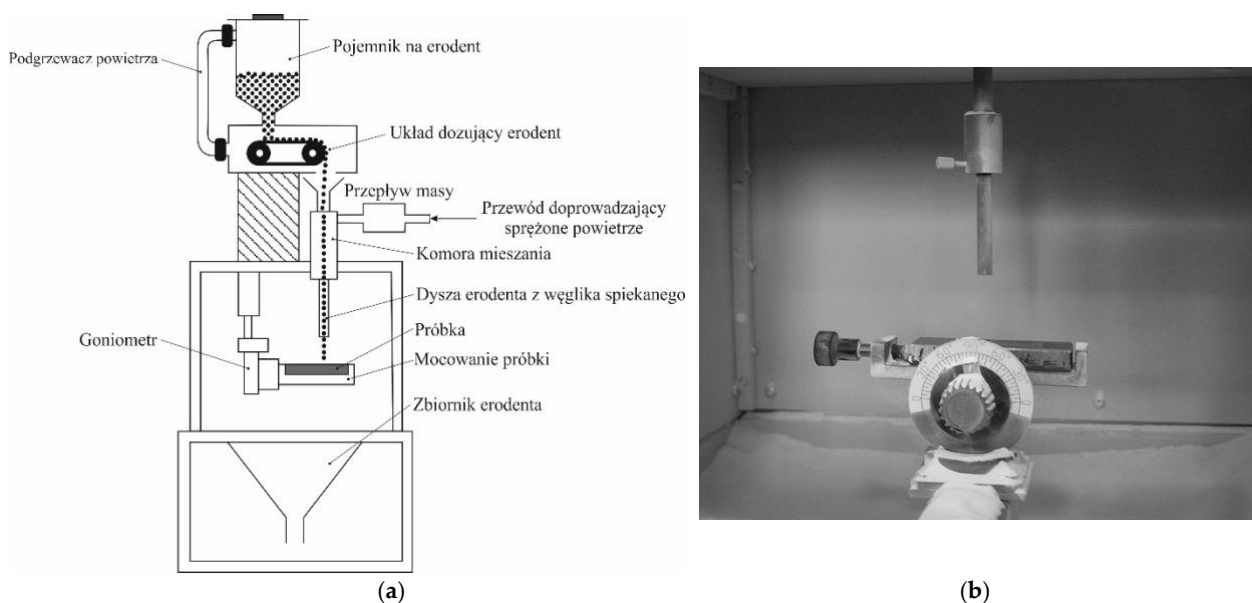 Pojemnik na erodent
Podgrzewacz powietrza
Układ dozujący erodent
Przepływ masy
Przewód doprowadzający
sprężone powietrze
Komora mieszania
Dysza erodenta z węglika spiekanego
Próbka
Goniometr
Mocowanie próbki
Zbiornik erodenta
(a)
(b)